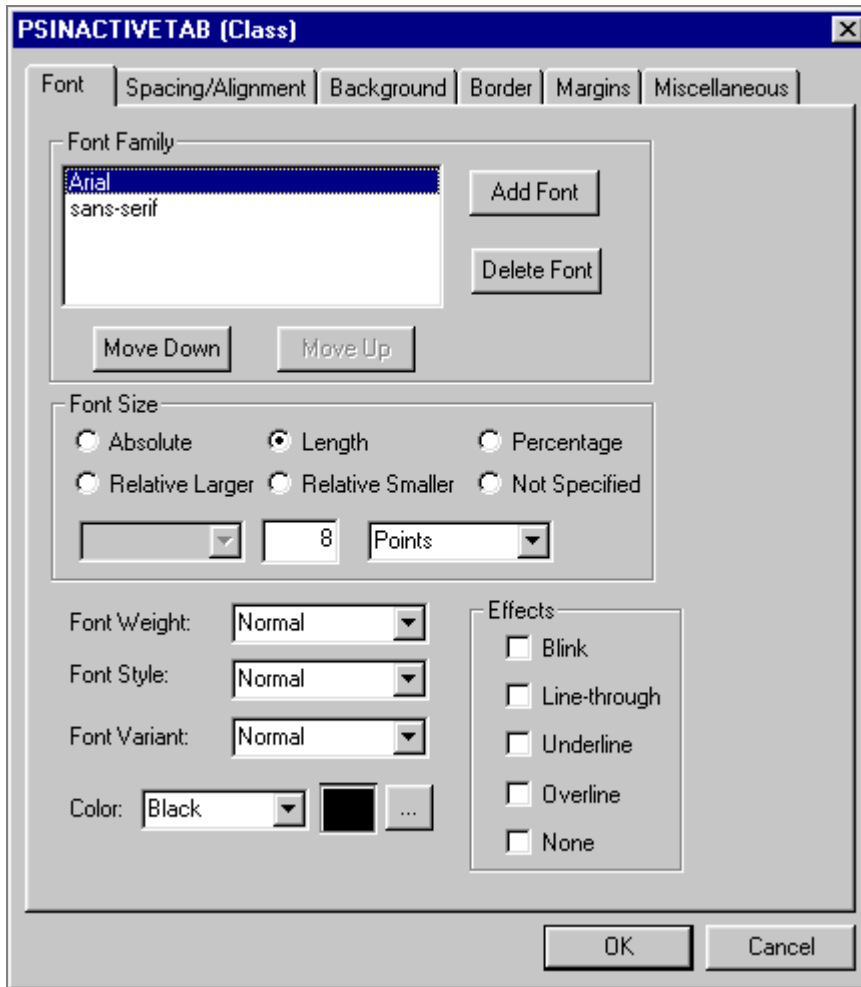 PSINACTIVETAB (Class)
Font Spacing/Alignment Background Border Margins Miscellaneous
Font Family
Arial
sans-serif
Add Font
Delete Font
Move Down Move Up
Font Size
Absolute Length Percentage
Relative Larger Relative Smaller Not Specified
8 Points
Font Weight: Normal
Font Style: Normal
Font Variant: Normal
Color: Black ...
Effects
Blink
Line-through
Underline
Overline
None
OK Cancel